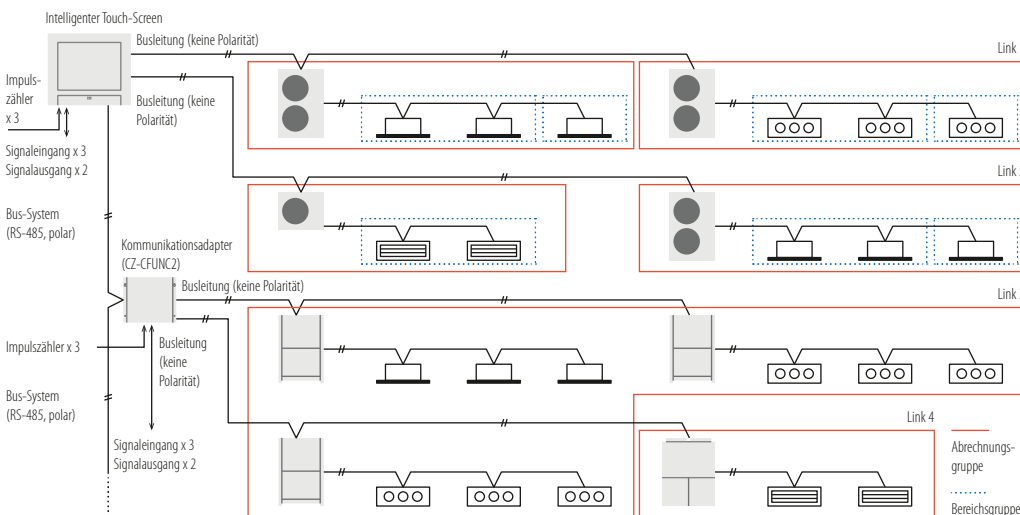 Intelligenter Touch-Screen
Busleitung (keine Polarität)
Link
Impuls-
zähler
x 3
Busleitung (keine
Polarität)
Signaleingang x 3
Signalausgang x 2
Link
Bus-System
(RS-485, polar)
Kommunikationsadapter
(CZ-CFUNC2)
Busleitung (keine Polarität)
Link
Impulszähler x 3
Busleitung
(keine
Polarität)
Bus-System
(RS-485, polar)
Signaleingang x 3
Signalausgang x 2
Link 4
Abrechnungs-
gruppe
Bereichsgruppe